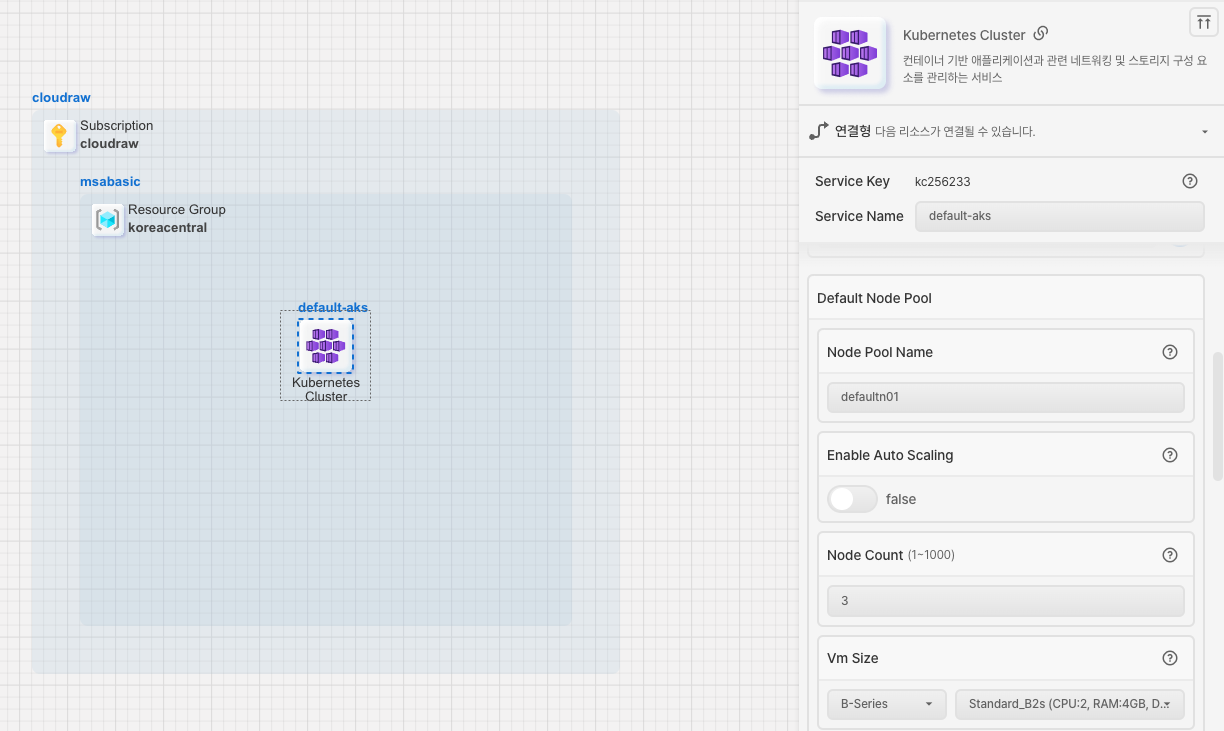 cloudraw
Subscription
cloudraw
msabasic
Resource Group
koreacentral
default-aks
Kubernetes
Cluster
Kubernetes Cluster
컨테이너 기반 애플리케이션과 관련 네트워킹 및 스토리지 구성 요
소를 관리하는 서비스
연결형 다음 리소스가 연결될 수 있습니다.
Service Key kc256233
Service Name default-aks
Default Node Pool
Node Pool Name
defaultn01
Enable Auto Scaling
false
Node Count (1~1000)
3
Vm Size
B-Series Standard_B2s (CPU:2, RAM:4GB, D...